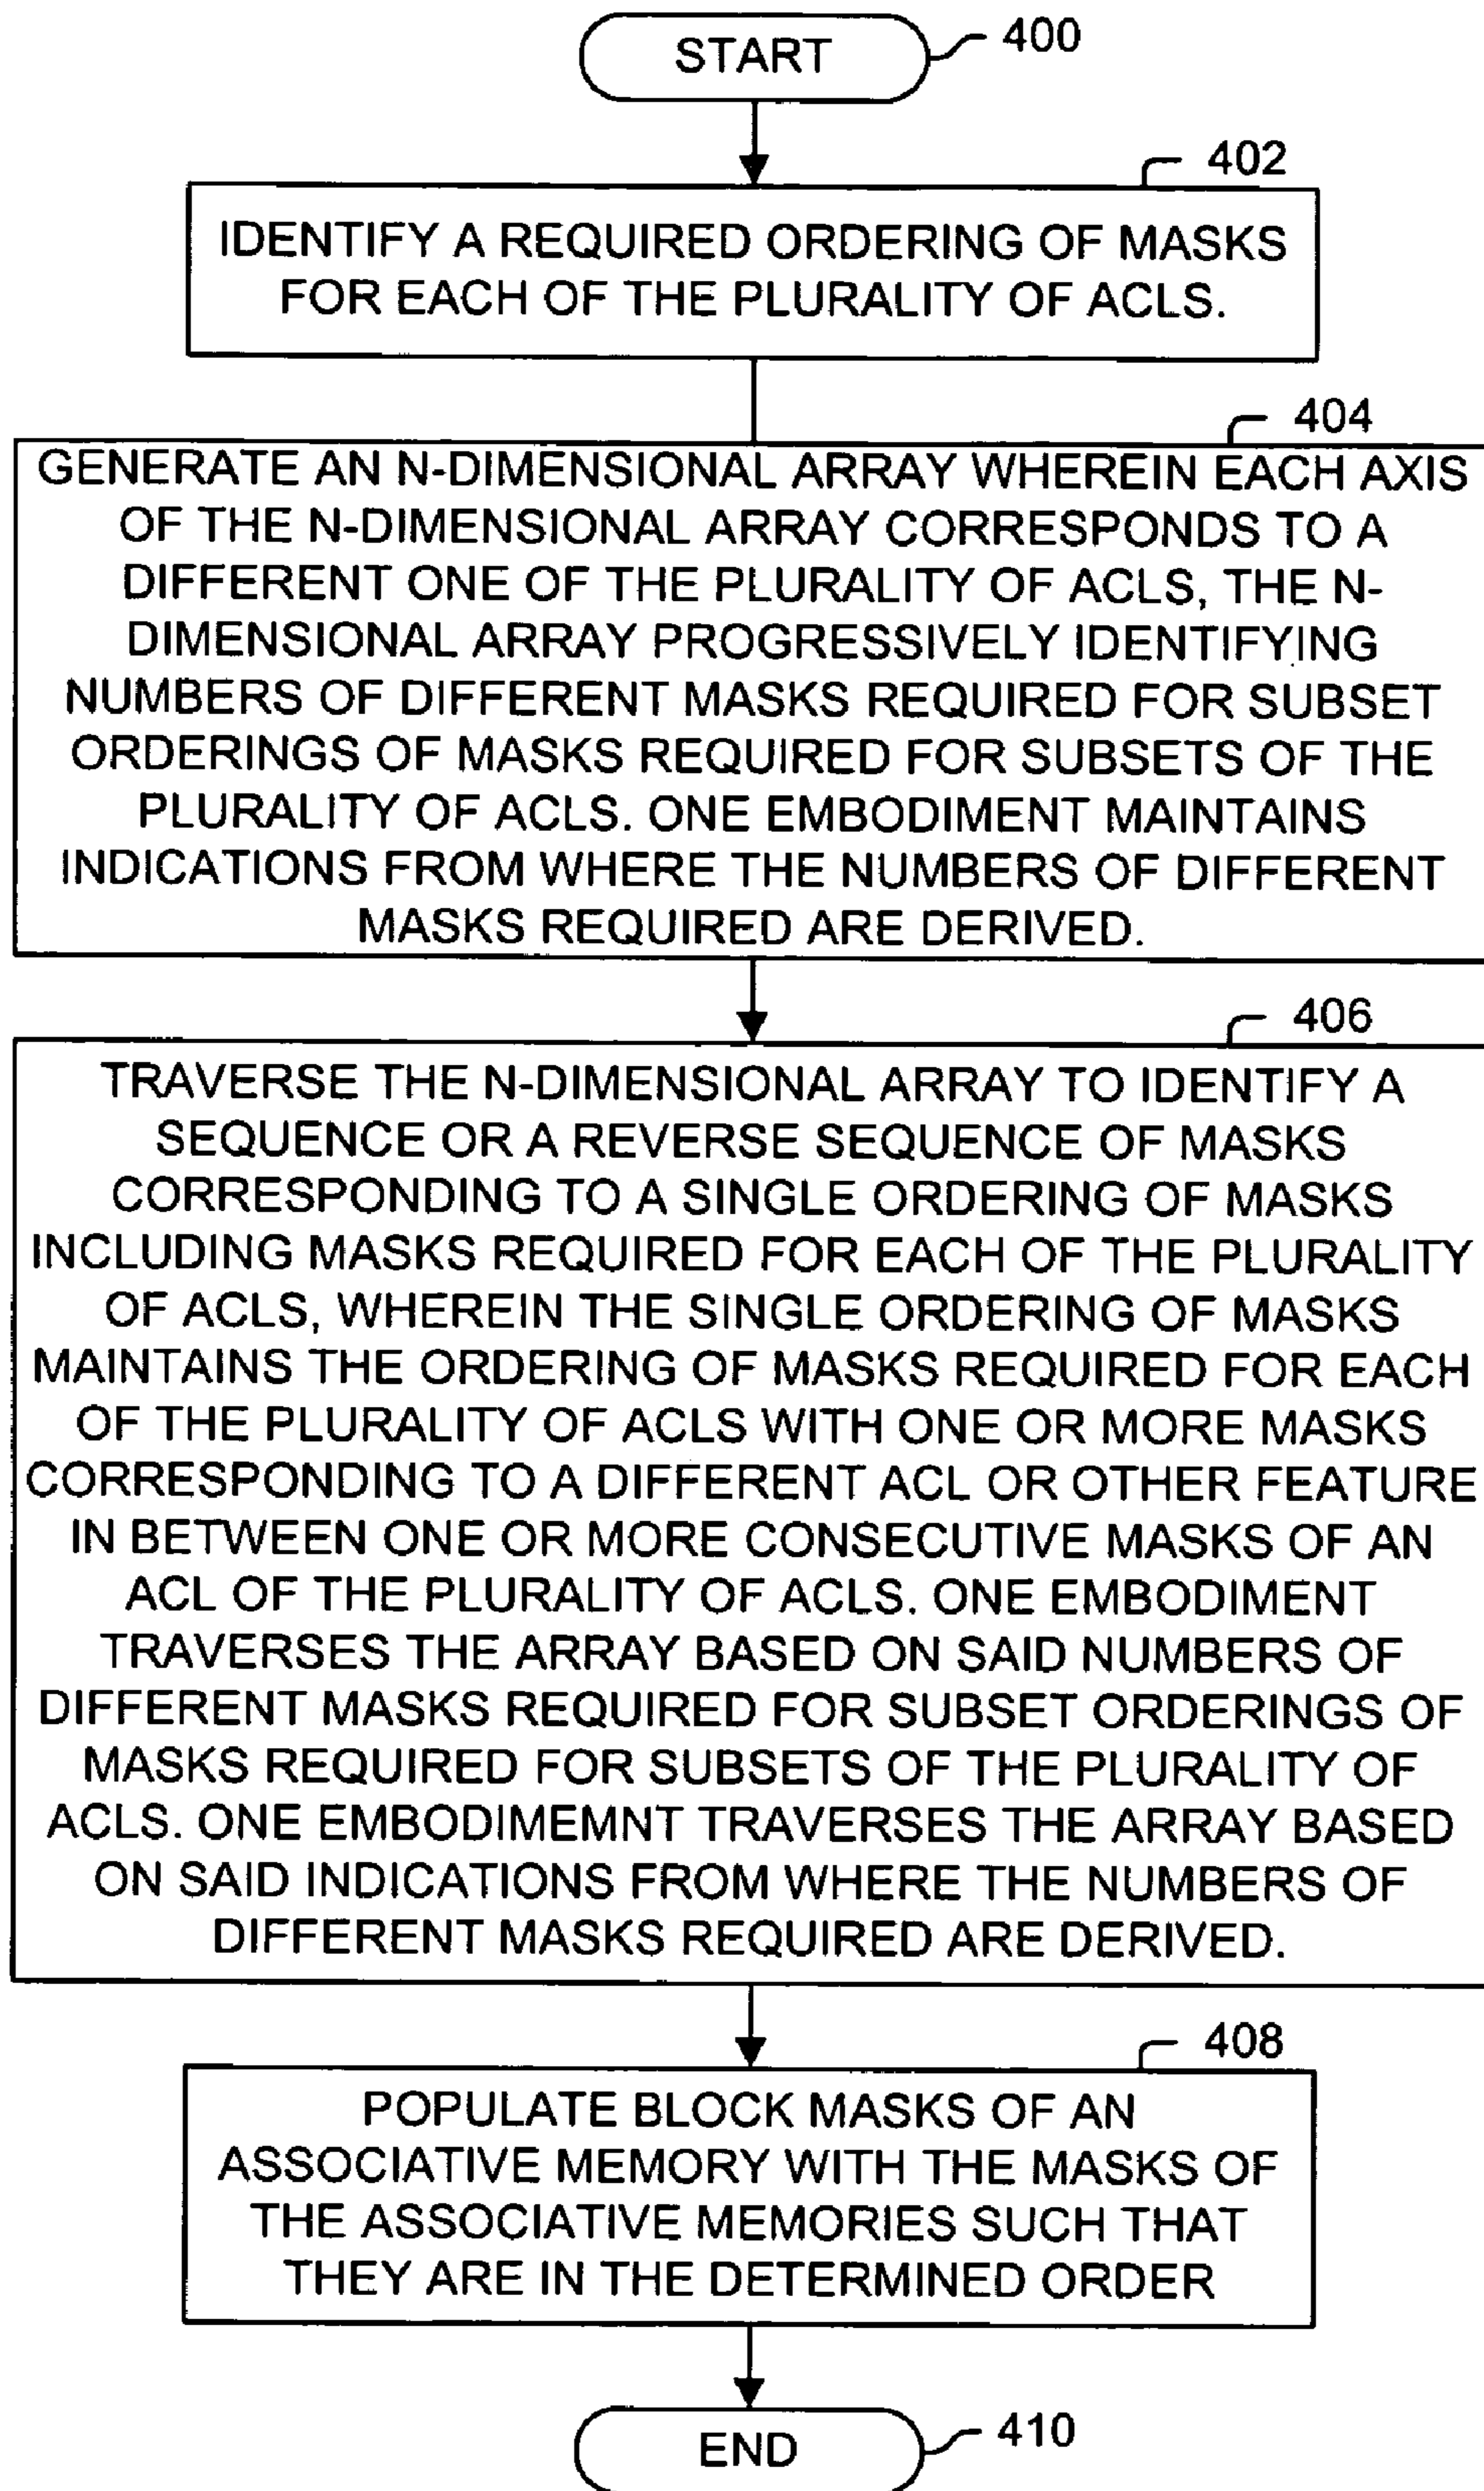 START
400
402
IDENTIFY A REQUIRED ORDERING OF MASKS
FOR EACH OF THE PLURALITY OF ACLS.
404
GENERATE AN N-DIMENSIONAL ARRAY WHEREIN EACH AXIS
OF THE N-DIMENSIONAL ARRAY CORRESPONDS TO A
DIFFERENT ONE OF THE PLURALITY OF ACLS, THE N-
DIMENSIONAL ARRAY PROGRESSIVELY IDENTIFYING
NUMBERS OF DIFFERENT MASKS REQUIRED FOR SUBSET
ORDERINGS OF MASKS REQUIRED FOR SUBSETS OF THE
PLURALITY OF ACLS. ONE EMBODIMENT MAINTAINS
INDICATIONS FROM WHERE THE NUMBERS OF DIFFERENT
MASKS REQUIRED ARE DERIVED.
406
TRAVERSE THE N-DIMENSIONAL ARRAY TO IDENTIFY A
SEQUENCE OR A REVERSE SEQUENCE OF MASKS
CORRESPONDING TO A SINGLE ORDERING OF MASKS
INCLUDING MASKS REQUIRED FOR EACH OF THE PLURALITY
OF ACLS, WHEREIN THE SINGLE ORDERING OF MASKS
MAINTAINS THE ORDERING OF MASKS REQUIRED FOR EACH
OF THE PLURALITY OF ACLS WITH ONE OR MORE MASKS
CORRESPONDING TO A DIFFERENT ACL OR OTHER FEATURE
IN BETWEEN ONE OR MORE CONSECUTIVE MASKS OF AN
ACL OF THE PLURALITY OF ACLS. ONE EMBODIMENT
TRAVERSES THE ARRAY BASED ON SAID NUMBERS OF
DIFFERENT MASKS REQUIRED FOR SUBSET ORDERINGS OF
MASKS REQUIRED FOR SUBSETS OF THE PLURALITY OF
ACLS. ONE EMBODIMEMNT TRAVERSES THE ARRAY BASED
ON SAID INDICATIONS FROM WHERE THE NUMBERS OF
DIFFERENT MASKS REQUIRED ARE DERIVED.
408
POPULATE BLOCK MASKS OF AN
ASSOCIATIVE MEMORY WITH THE MASKS OF
THE ASSOCIATIVE MEMORIES SUCH THAT
THEY ARE IN THE DETERMINED ORDER
END
410